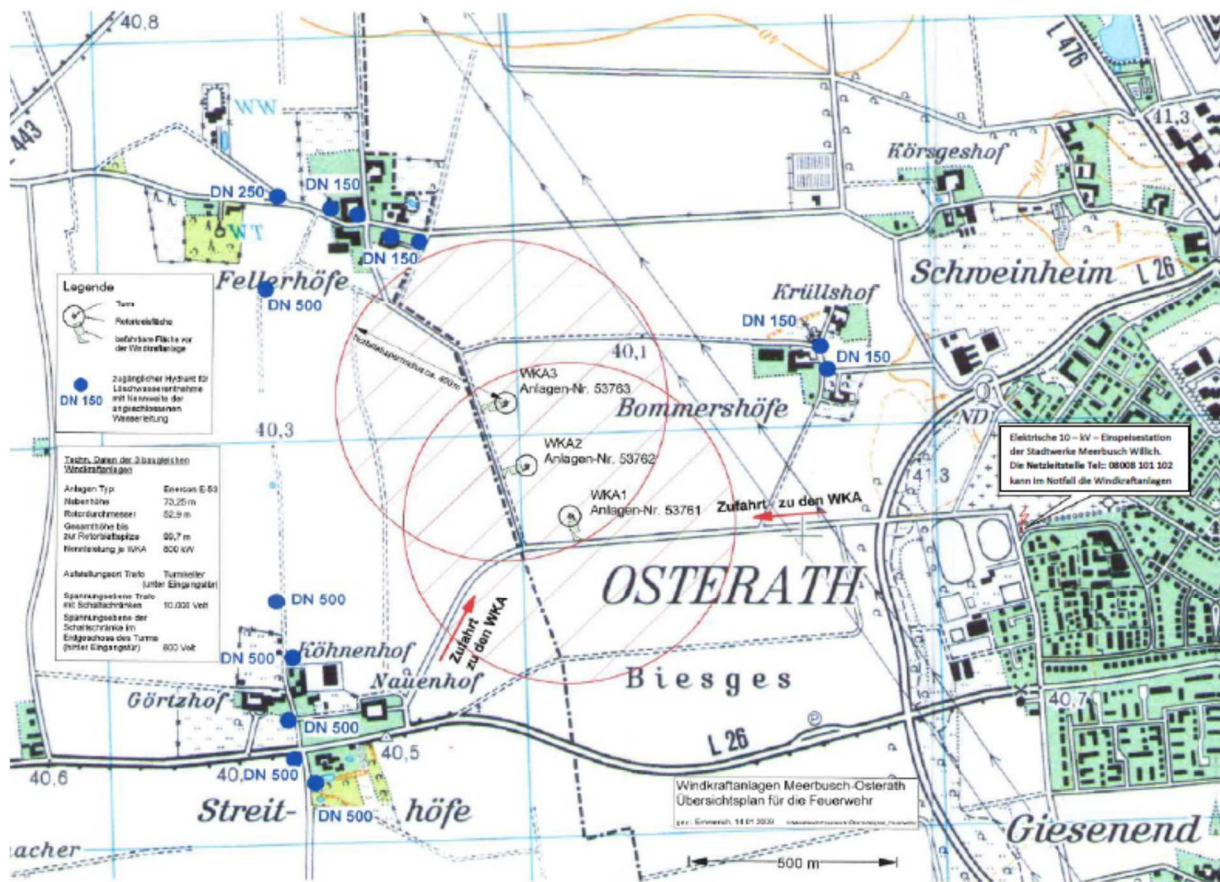 40,8
L 476
41,3
443
WW
Körsgeshof
DN 250
DN 150
WT
DN 150
Fellerhöfe
DN 500
Schweinheim
L 26
Krüllshof
DN 150
DN 150
40,1
Bommershöfe
ND
Legende
Turm
Rotorkreisfläche
befahrbare Fläche vor
der Windkraftanlage
DN 150
zugänglicher Hydrant für
Löschwasserentnahme
mit Nennweite der
angeschlossenen
Wasserleitung
WKA3
Anlagen-Nr. 53763
WKA2
Anlagen-Nr. 53762
WKA1
Anlagen-Nr. 53761
40,3
41,3
Elektrische 10 – kV – Einspeisestation
der Stadtwerke Meerbusch Willich.
Die Netzleitstelle Tel:: 08008 101 102
kann im Notfall die Windkraftanlagen
Techn. Daten der 3 baugleichen
Windkraftanlagen
Anlagen Typ: Enercon E-53
Nabenhöhe 73,25 m
Rotordurchmesser 52,9 m
Gesamthöhe bis
zur Rotorblattspitze 99,7 m
Nennleistung je WKA 800 kW
Aufstellungsort Trafo Turmkeller
(unter Eingangstür)
Spannungsebene Trafo
mit Schaltschränken 10.000 Volt
Spannungsebene der
Schaltschränke im
Erdgeschoss des Turms
(hinter Eingangstür) 600 Volt
Zufahrt zu den WKA
OSTERATH
Zufahrt
zu den WKA
DN 500
DN 500
Köhnenhof
Nauenhof
Görtzhof
DN 500
Biesges
40,7
L 26
40,5
40,6
DN 500
DN 500
Streit- höfe
Windkraftanlagen Meerbusch-Osterath
Übersichtsplan für die Feuerwehr
gez.: Emmerich, 14.01.2009
Giesenend
acher
500 m